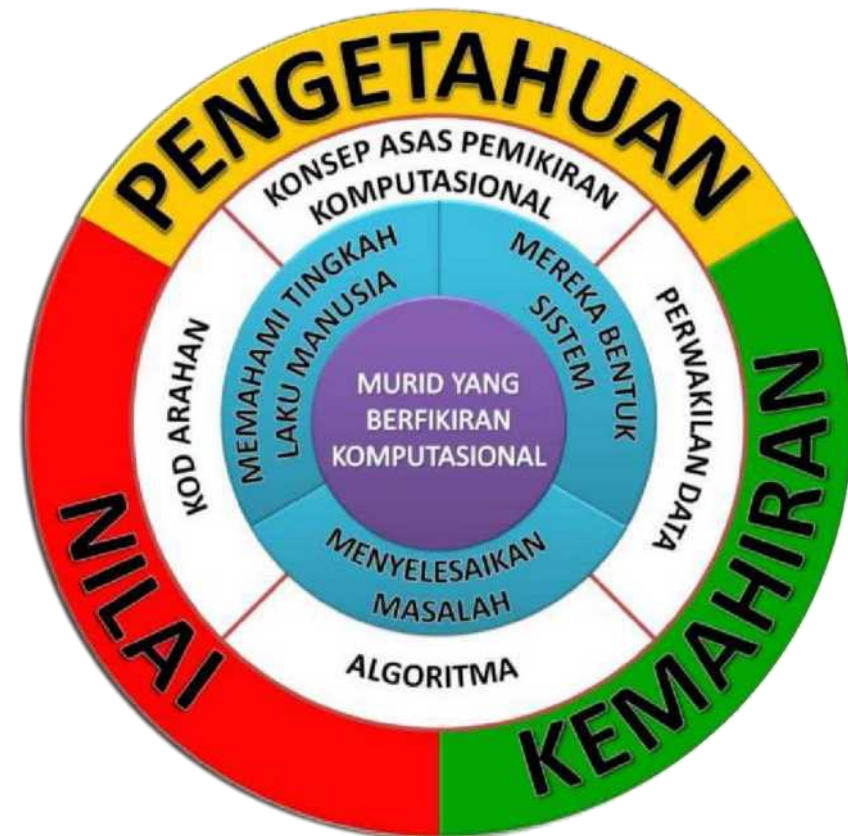 PENGETAHUAN
KONSEP ASAS PEMIKIRAN
KOMPUTASIONAL
MEMAHAMI TINGKAH
LAKU MANUSIA
MEREKA BENTUK
SISTEM
KOD ARAHAN
PERWAKILAN DATA
MURID YANG
BERFIKIRAN
KOMPUTASIONAL
MENYELESAIKAN
MASALAH
ALGORITMA
NILAI
KEMAHIRAN